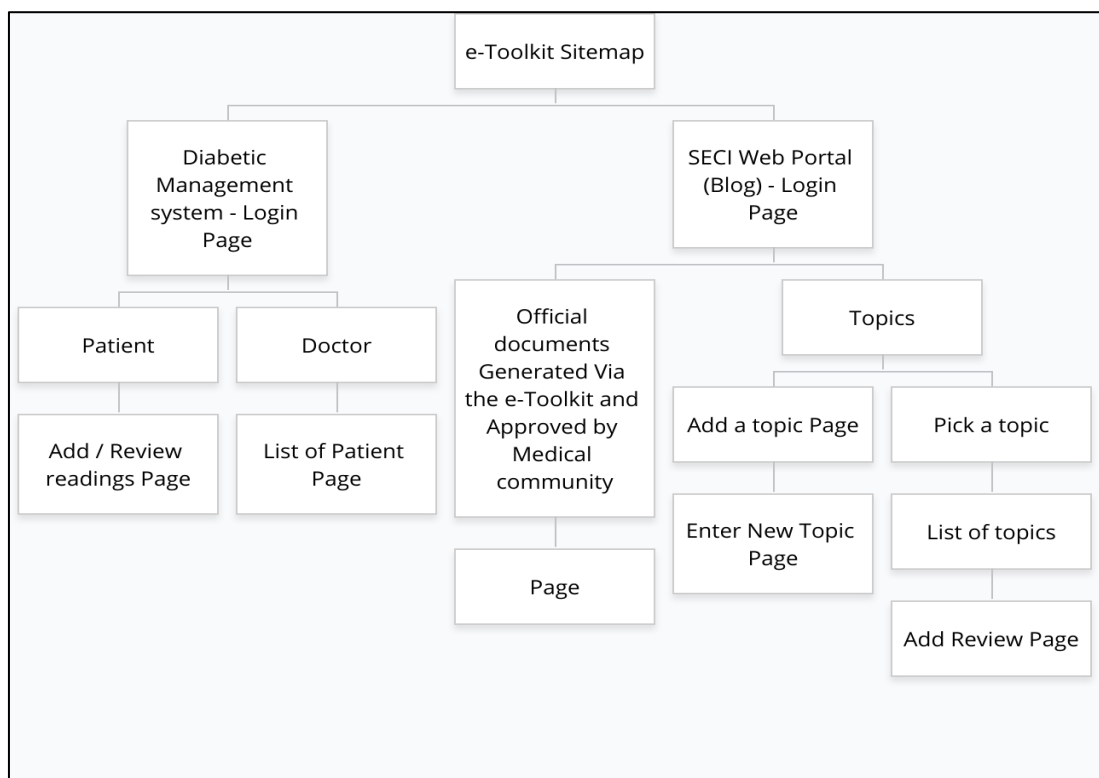 e-Toolkit Sitemap
Diabetic
Management
system - Login
Page
SECI Web Portal
(Blog) - Login
Page
Patient
Doctor
Official
documents
Generated Via
the e-Toolkit and
Approved by
Medical
community
Topics
Add / Review
readings Page
List of Patient
Page
Page
Add a topic Page
Pick a topic
Enter New Topic
Page
List of topics
Add Review Page